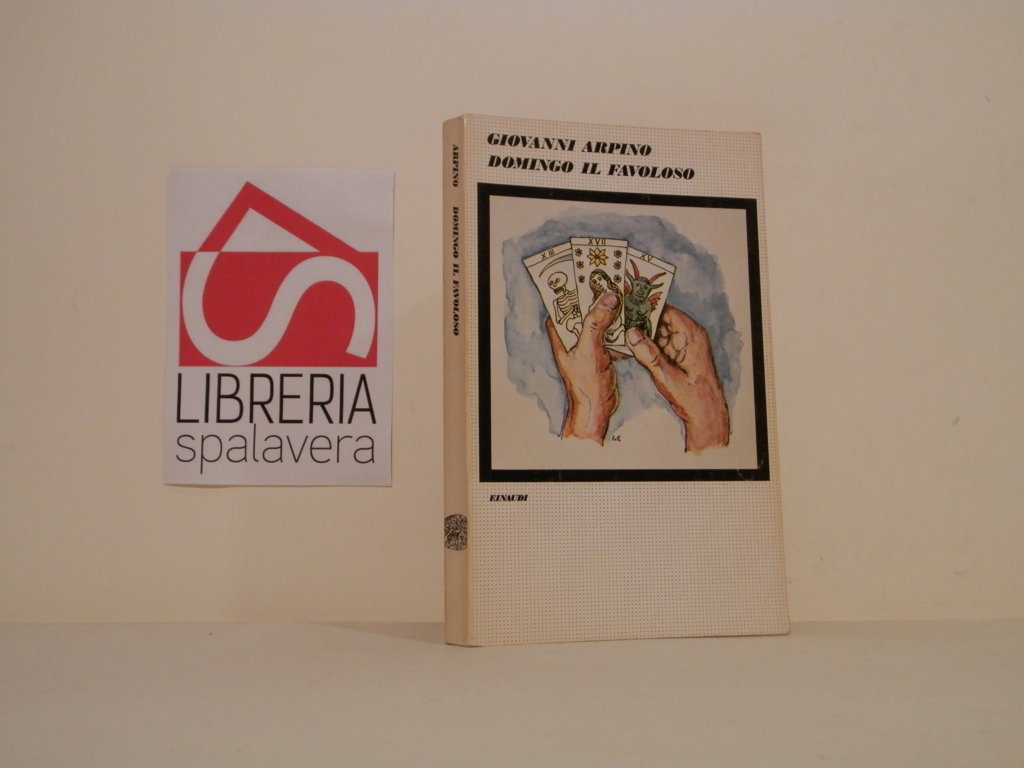 LIBRERIA
spalavera
ARPINO DOMINGO IL FAVOLOSO
GIOVANNI ARPINO
DOMINGO IL FAVOLOSO
XIII
XVII
XV
EINAUDI